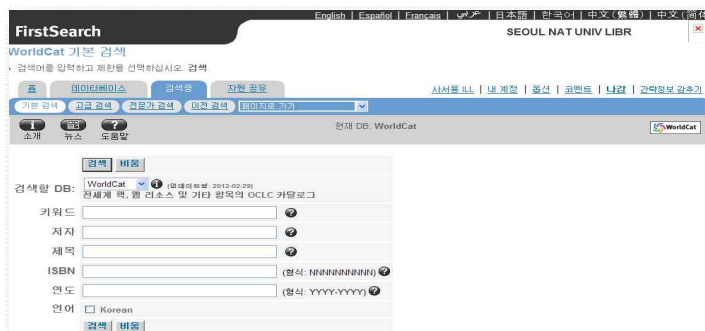 English | Español | Français | عربي | 日本語 | 한국어 | 中文(繁體) | 中文(简体
FirstSearch
SEOUL NAT UNIV LIBR
WorldCat 기본 검색
검색어를 입력하고 제한을 선택하십시오. 검색.
홈 데이터베이스 검색중 자원 공유
사서용 ILL | 내 계정 | 옵션 | 코멘트 | 나감 | 간략정보 감추기
기본 검색 고급 검색 전문가 검색 이전 검색 페이지로 가기
소개 뉴스 도움말
현재 DB: WorldCat
WorldCat
검색 비움
검색할 DB: WorldCat (업데이트됨: 2012-02-29)
전세계 책, 웹 리소스 및 기타 항목의 OCLC 카탈로그
키워드
저자
제목
ISBN (형식: NNNNNNNNNN)
연도 (형식: YYYY-YYYY)
언어 Korean
검색 비움